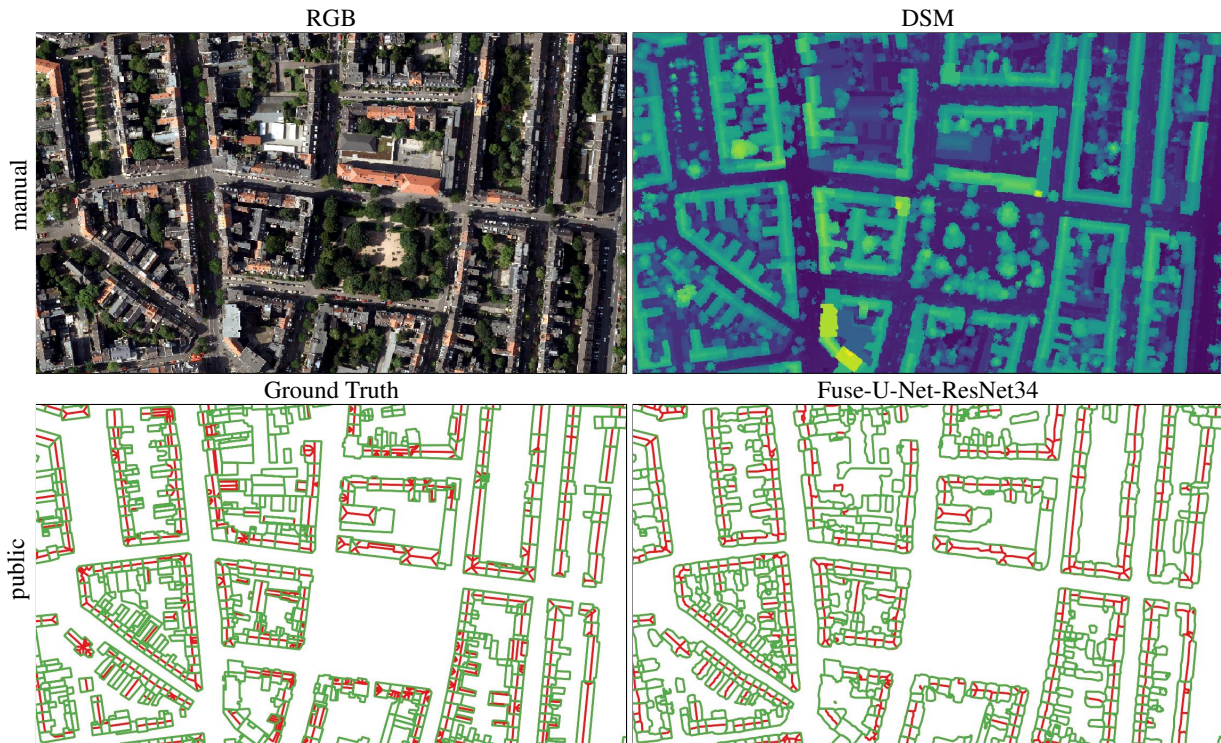 RGB
DSM
manual
Ground Truth
Fuse-U-Net-ResNet34
public